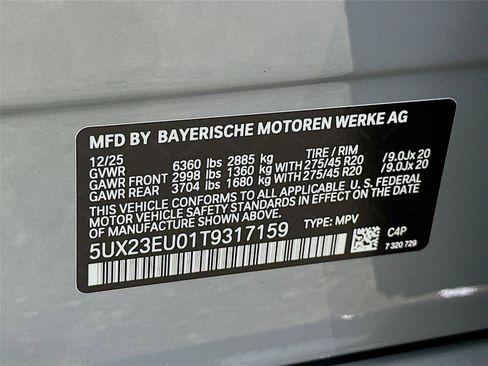 MFD BY BAYERISCHE MOTOREN WERKE AG
12/25 TIRE / RIM
GVWR 6360 lbs 2885 kg
GAWR FRONT 2998 lbs 1360 kg WITH 275/45 R20 /9.0Jx 20
GAWR REAR 3704 lbs 1680 kg WITH 275/45 R20 /9.0Jx 20
THIS VEHICLE CONFORMS TO ALL APPLICABLE U. S. FEDERAL
MOTOR VEHICLE SAFETY STANDARDS IN EFFECT ON THE DATE
OF MANUFACTURE SHOWN ABOVE.
5UX23EU01T9317159 TYPE: MPV C4P
7 320 729